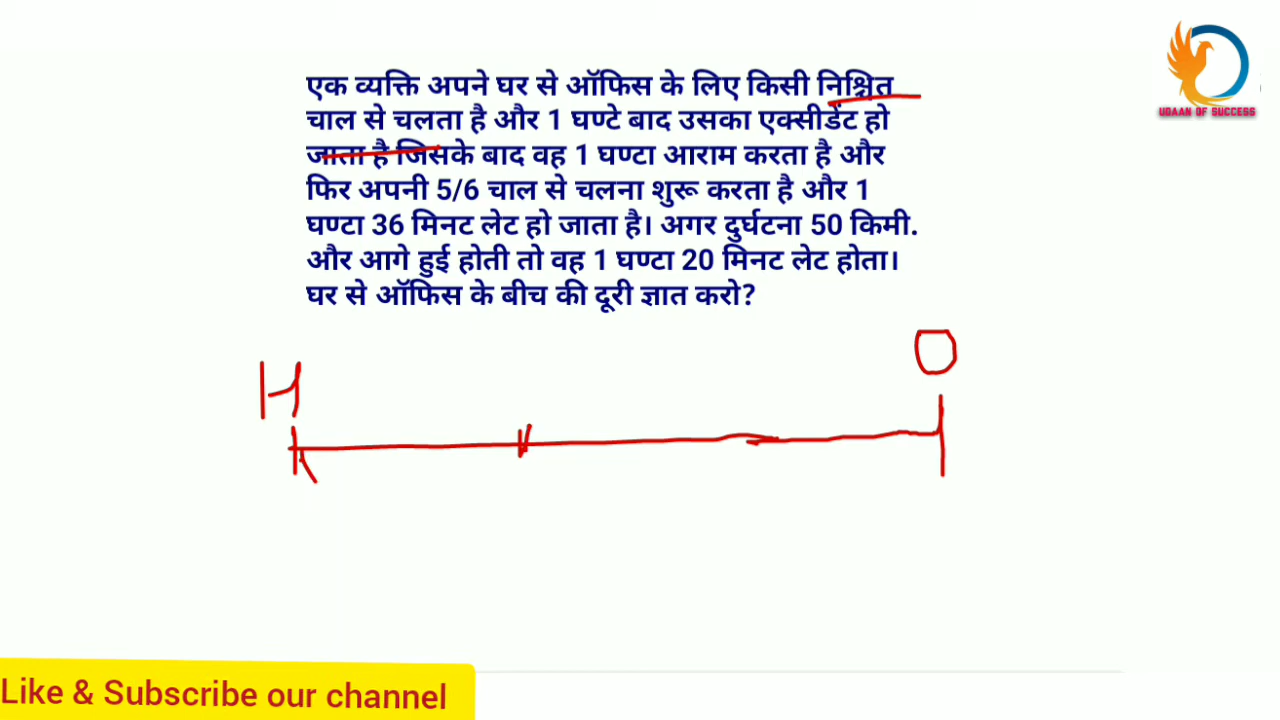 UDAAN OF SUCCESS
एक व्यक्ति अपने घर से ऑफिस के लिए किसी निश्चित
चाल से चलता है और 1 घण्टे बाद उसका एक्सीडेंट हो
जाता है जिसके बाद वह 1 घण्टा आराम करता है और
फिर अपनी 5/6 चाल से चलना शुरू करता है और 1
घण्टा 36 मिनट लेट हो जाता है। अगर दुर्घटना 50 किमी.
और आगे हुई होती तो वह 1 घण्टा 20 मिनट लेट होता।
घर से ऑफिस के बीच की दूरी ज्ञात करो?
H
O
Like & Subscribe our channel